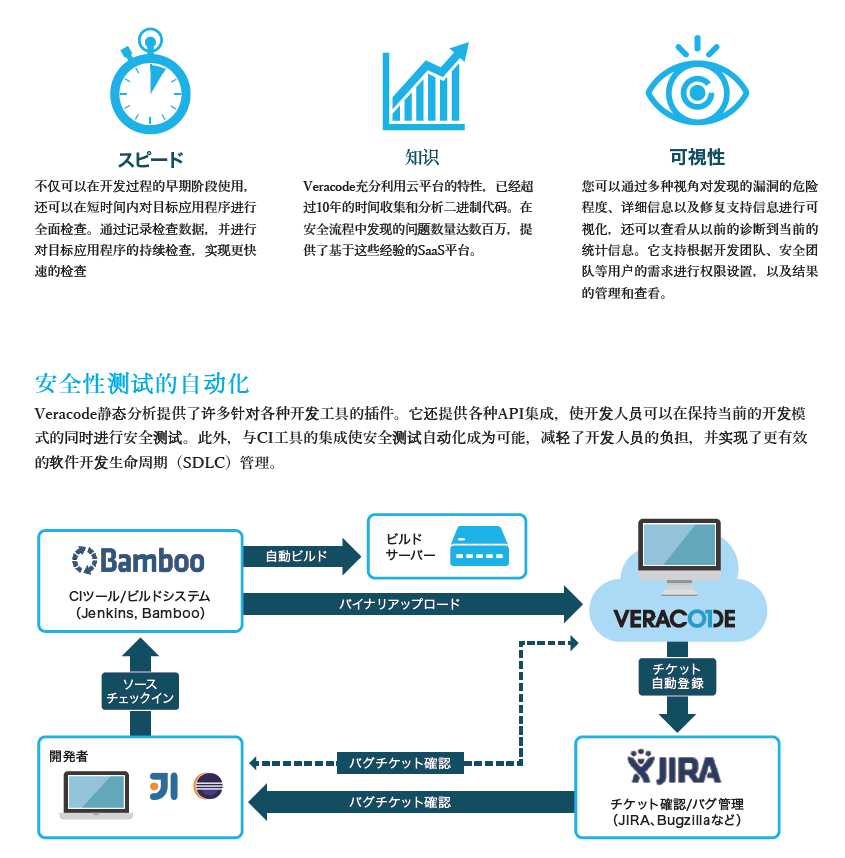 スピード
不仅可以在开发过程的早期阶段使用,
还可以在短时间内对目标应用程序进行
全面检查。通过记录检查数据，并进行
对目标应用程序的持续检查，实现更快
速的检查
知识
Veracode充分利用云平台的特性，已经超
过10年的时间收集和分析二进制代码。在
安全流程中发现的问题数量达数百万，提
供了基于这些经验的SaaS平台。
可視性
您可以通过多种视角对发现的漏洞的危险
程度、详细信息以及修复支持信息进行可
视化，还可以查看从以前的诊断到当前的
统计信息。它支持根据开发团队、安全团
队等用户的需求进行权限设置，以及结果
的管理和查看。
安全性测试的自动化
Veracode静态分析提供了许多针对各种开发工具的插件。它还提供各种API集成，使开发人员可以在保持当前的开发模
式的同时进行安全测试。此外，与CI工具的集成使安全测试自动化成为可能，减轻了开发人员的负担，并实现了更有效
的软件开发生命周期（SDLC）管理。
Bamboo
CIツール/ビルドシステム
（Jenkins, Bamboo）
自動ビルド
ビルド
サーバー
バイナリアップロード
VERACODE
チケット
自動登録
ソース
チェックイン
開発者
バグチケット確認
バグチケット確認
JIRA
チケット確認/バグ管理
（JIRA、Bugzillaなど）